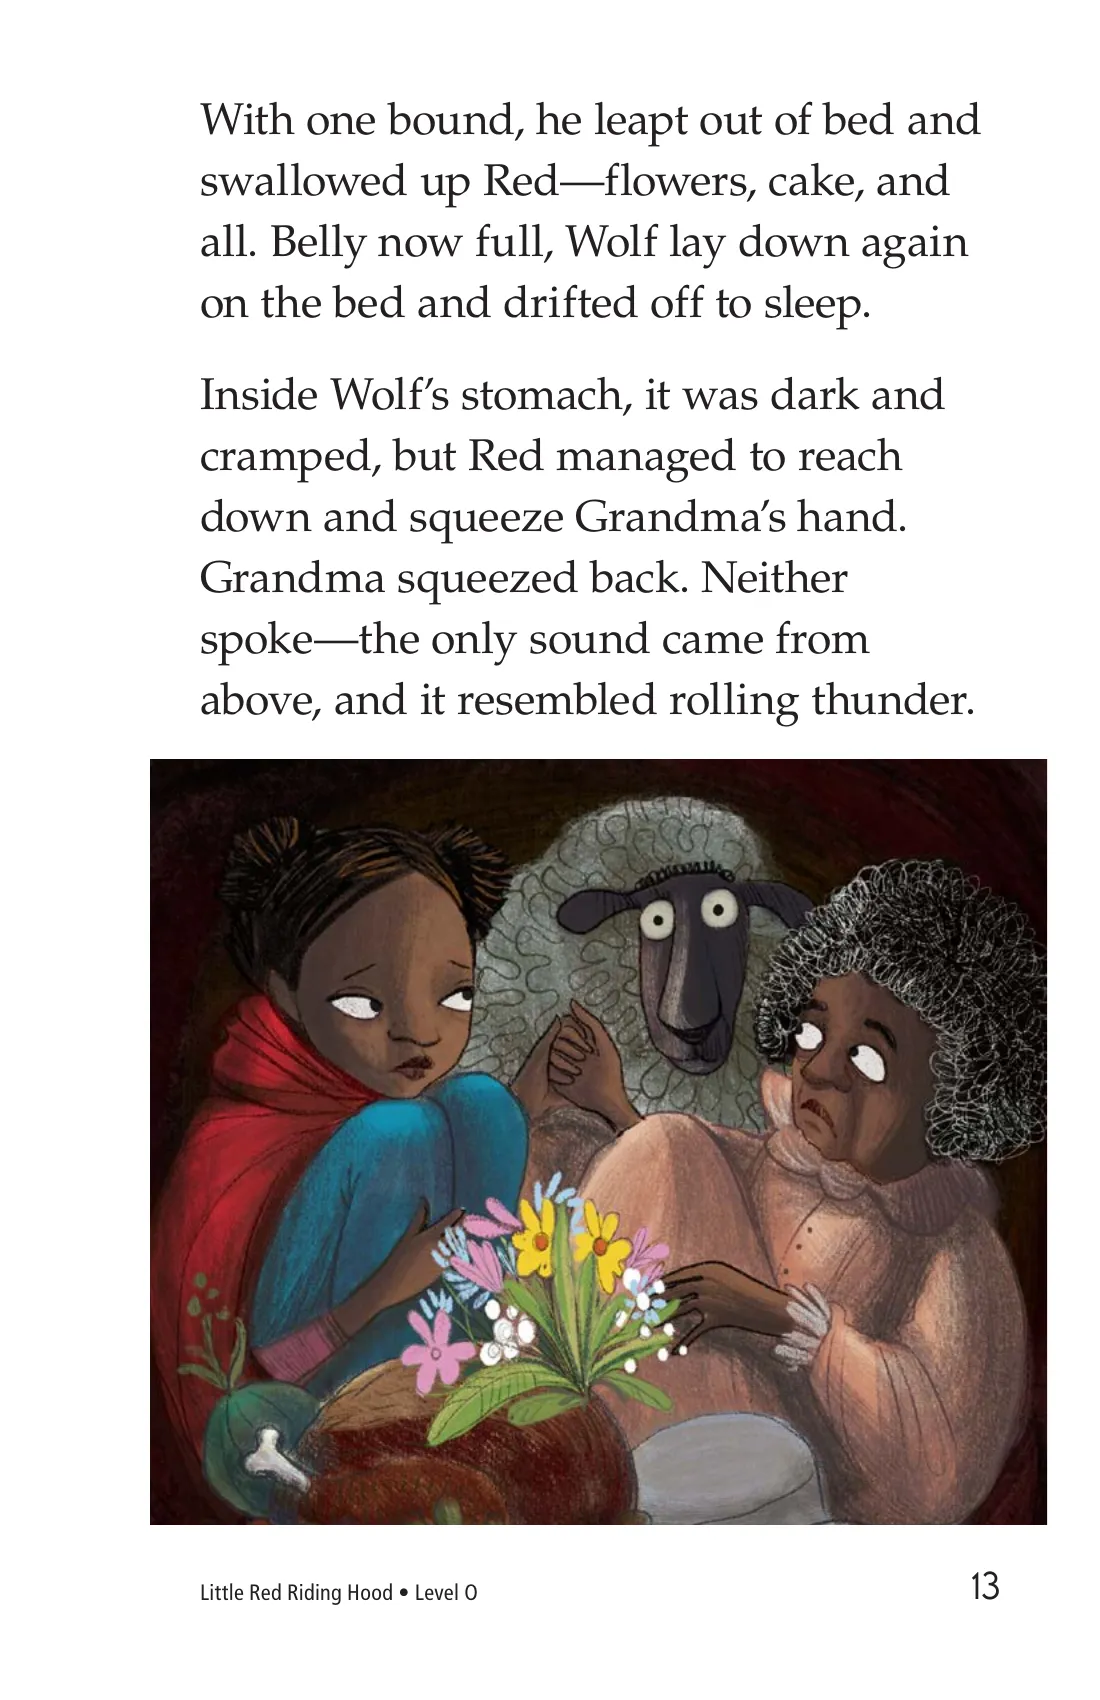 With one bound, he leapt out of bed and
swallowed up Red—flowers, cake, and
all. Belly now full, Wolf lay down again
on the bed and drifted off to sleep.
Inside Wolf’s stomach, it was dark and
cramped, but Red managed to reach
down and squeeze Grandma’s hand.
Grandma squeezed back. Neither
spoke—the only sound came from
above, and it resembled rolling thunder.
Little Red Riding Hood • Level O
13